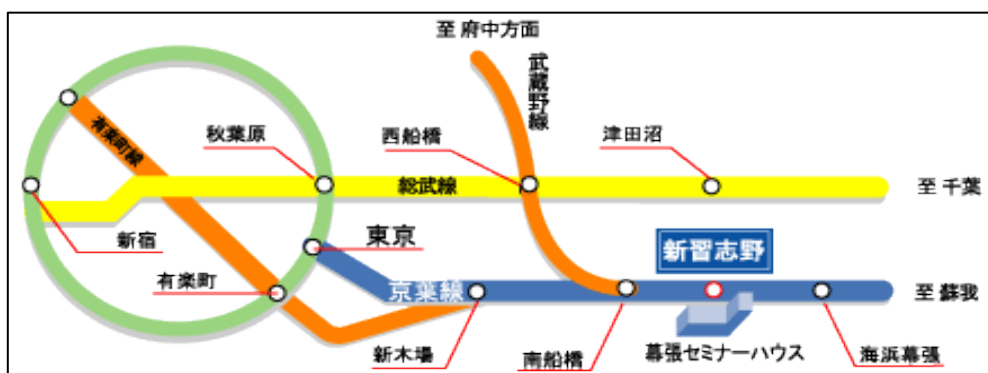 至 府中方面
武蔵野線
有楽町線
秋葉原
西船橋
津田沼
総武線
至 千葉
新宿
東京
新習志野
有楽町
京葉線
至 蘇我
新木場
南船橋
幕張セミナーハウス
海浜幕張